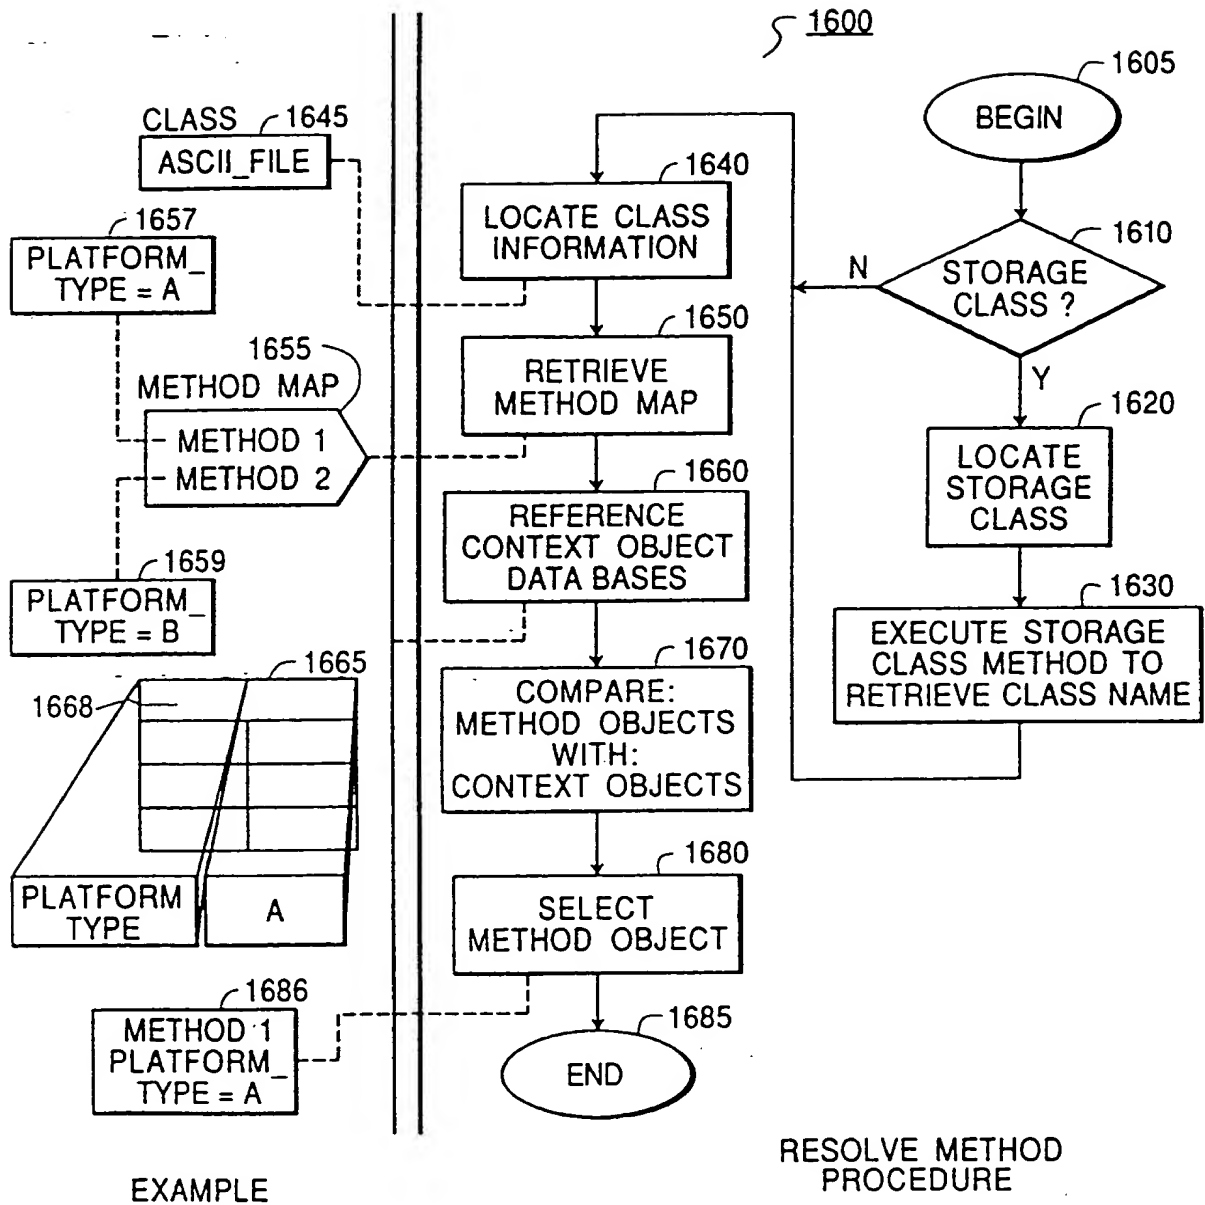 1600
1605
BEGIN
1610
STORAGE
CLASS ?
N
Y
1620
LOCATE
STORAGE
CLASS
1630
EXECUTE STORAGE
CLASS METHOD TO
RETRIEVE CLASS NAME
1640
LOCATE CLASS
INFORMATION
1650
RETRIEVE
METHOD MAP
1660
REFERENCE
CONTEXT OBJECT
DATA BASES
1670
COMPARE:
METHOD OBJECTS
WITH:
CONTEXT OBJECTS
1680
SELECT
METHOD OBJECT
1685
END
CLASS
1645
ASCII_FILE
1657
PLATFORM_
TYPE = A
1655
METHOD MAP
METHOD 1
METHOD 2
1659
PLATFORM_
TYPE = B
1665
1668
PLATFORM
TYPE
A
1686
METHOD 1
PLATFORM_
TYPE = A
EXAMPLE
RESOLVE METHOD
PROCEDURE